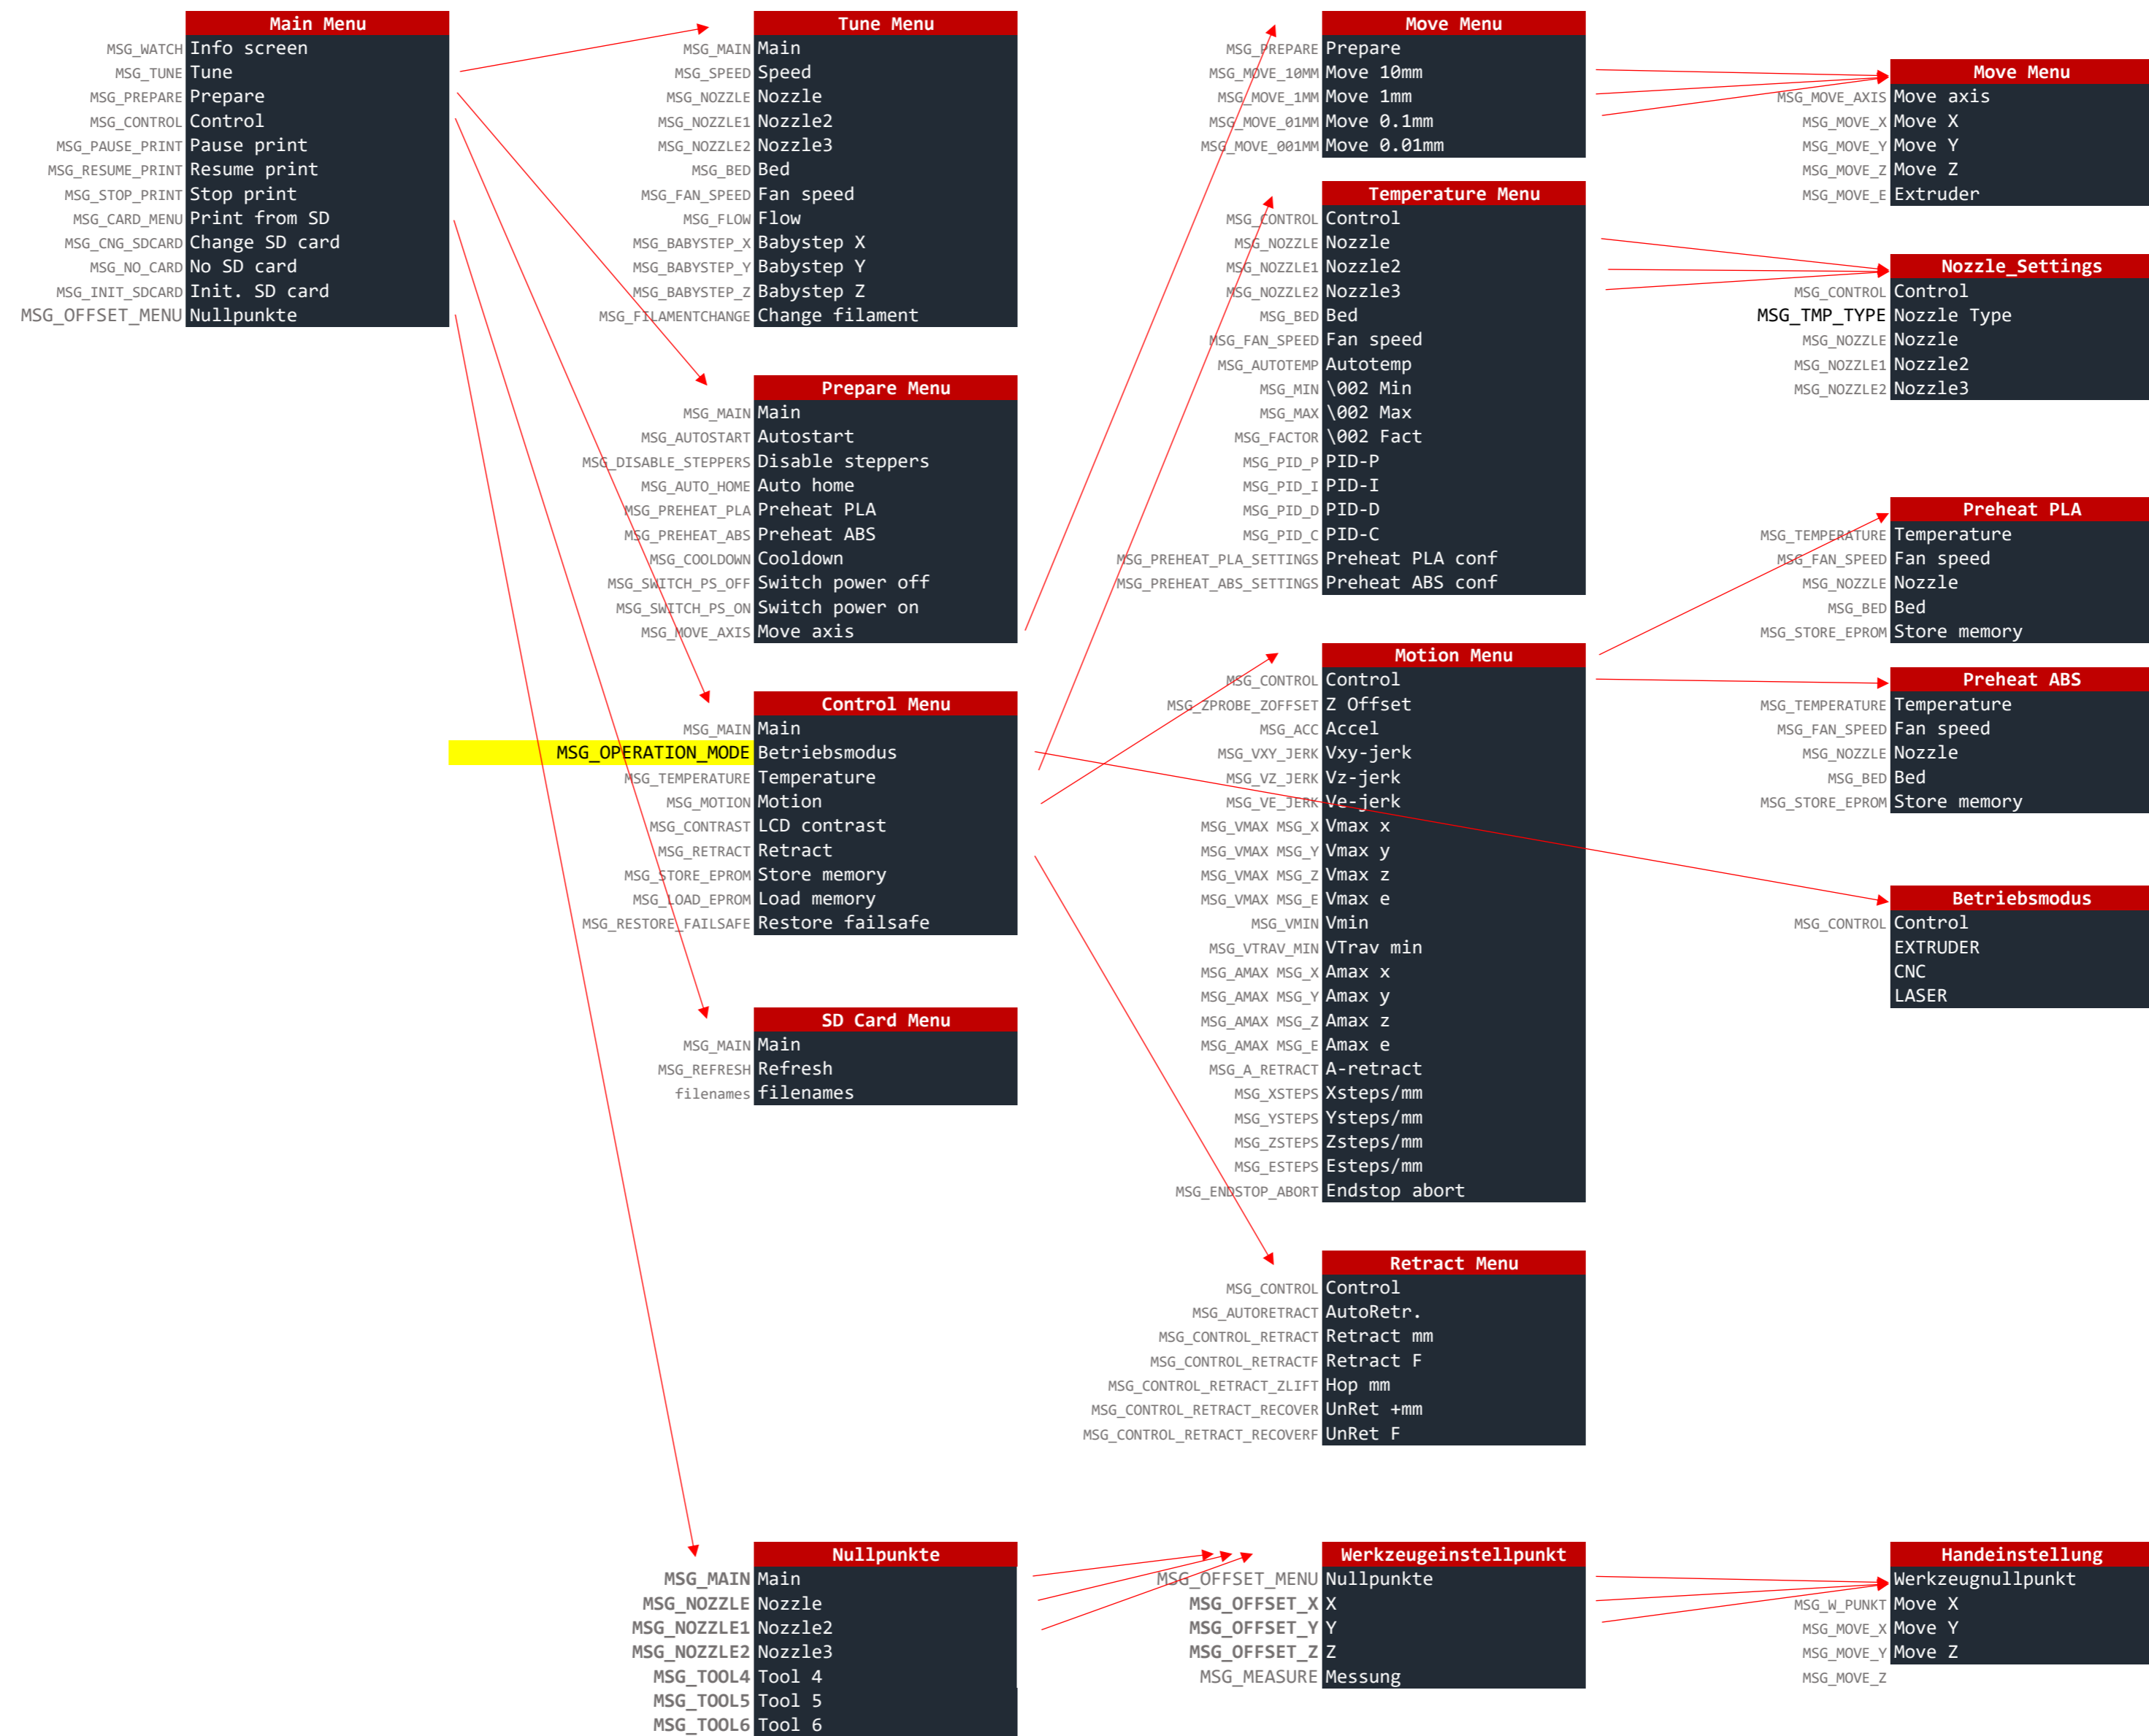 Main Menu
MSG_WATCH Info screen
MSG_TUNE Tune
MSG_PREPARE Prepare
MSG_CONTROL Control
MSG_PAUSE_PRINT Pause print
MSG_RESUME_PRINT Resume print
MSG_STOP_PRINT Stop print
MSG_CARD_MENU Print from SD
MSG_CNG_SDCARD Change SD card
MSG_NO_CARD No SD card
MSG_INIT_SDCARD Init. SD card
MSG_OFFSET_MENU Nullpunkte
Tune Menu
MSG_MAIN Main
MSG_SPEED Speed
MSG_NOZZLE Nozzle
MSG_NOZZLE1 Nozzle2
MSG_NOZZLE2 Nozzle3
MSG_BED Bed
MSG_FAN_SPEED Fan speed
MSG_FLOW Flow
MSG_BABYSTEP_X Babystep X
MSG_BABYSTEP_Y Babystep Y
MSG_BABYSTEP_Z Babystep Z
MSG_FILAMENTCHANGE Change filament
Prepare Menu
MSG_MAIN Main
MSG_AUTOSTART Autostart
MSG_DISABLE_STEPPERS Disable steppers
MSG_AUTO_HOME Auto home
MSG_PREHEAT_PLA Preheat PLA
MSG_PREHEAT_ABS Preheat ABS
MSG_COOLDOWN Cooldown
MSG_SWITCH_PS_OFF Switch power off
MSG_SWITCH_PS_ON Switch power on
MSG_MOVE_AXIS Move axis
Control Menu
MSG_MAIN Main
MSG_OPERATION_MODE Betriebsmodus
MSG_TEMPERATURE Temperature
MSG_MOTION Motion
MSG_CONTRAST LCD contrast
MSG_RETRACT Retract
MSG_STORE_EPROM Store memory
MSG_LOAD_EPROM Load memory
MSG_RESTORE_FAILSAFE Restore failsafe
SD Card Menu
MSG_MAIN Main
MSG_REFRESH Refresh
filenames filenames
Nullpunkte
MSG_MAIN Main
MSG_NOZZLE Nozzle
MSG_NOZZLE1 Nozzle2
MSG_NOZZLE2 Nozzle3
MSG_TOOL4 Tool 4
MSG_TOOL5 Tool 5
MSG_TOOL6 Tool 6
Move Menu
MSG_PREPARE Prepare
MSG_MOVE_10MM Move 10mm
MSG_MOVE_1MM Move 1mm
MSG_MOVE_01MM Move 0.1mm
MSG_MOVE_001MM Move 0.01mm
Temperature Menu
MSG_CONTROL Control
MSG_NOZZLE Nozzle
MSG_NOZZLE1 Nozzle2
MSG_NOZZLE2 Nozzle3
MSG_BED Bed
MSG_FAN_SPEED Fan speed
MSG_AUTOTEMP Autotemp
MSG_MIN \002 Min
MSG_MAX \002 Max
MSG_FACTOR \002 Fact
MSG_PID_P PID-P
MSG_PID_I PID-I
MSG_PID_D PID-D
MSG_PID_C PID-C
MSG_PREHEAT_PLA_SETTINGS Preheat PLA conf
MSG_PREHEAT_ABS_SETTINGS Preheat ABS conf
Motion Menu
MSG_CONTROL Control
MSG_ZPROBE_ZOFFSET Z Offset
MSG_ACC Accel
MSG_VXY_JERK Vxy-jerk
MSG_VZ_JERK Vz-jerk
MSG_VE_JERK Ve-jerk
MSG_VMAX MSG_X Vmax x
MSG_VMAX MSG_Y Vmax y
MSG_VMAX MSG_Z Vmax z
MSG_VMAX MSG_E Vmax e
MSG_VMIN Vmin
MSG_VTRAV_MIN VTrav min
MSG_AMAX MSG_X Amax x
MSG_AMAX MSG_Y Amax y
MSG_AMAX MSG_Z Amax z
MSG_AMAX MSG_E Amax e
MSG_A_RETRACT A-retract
MSG_XSTEPS Xsteps/mm
MSG_YSTEPS Ysteps/mm
MSG_ZSTEPS Zsteps/mm
MSG_ESTEPS Esteps/mm
MSG_ENDSTOP_ABORT Endstop abort
Retract Menu
MSG_CONTROL Control
MSG_AUTORETRACT AutoRetr.
MSG_CONTROL_RETRACT Retract mm
MSG_CONTROL_RETRACTF Retract F
MSG_CONTROL_RETRACT_ZLIFT Hop mm
MSG_CONTROL_RETRACT_RECOVER UnRet +mm
MSG_CONTROL_RETRACT_RECOVERF UnRet F
Werkzeugeinstellpunkt
MSG_OFFSET_MENU Nullpunkte
MSG_OFFSET_X X
MSG_OFFSET_Y Y
MSG_OFFSET_Z Z
MSG_MEASURE Messung
Move Menu
MSG_MOVE_AXIS Move axis
MSG_MOVE_X Move X
MSG_MOVE_Y Move Y
MSG_MOVE_Z Move Z
MSG_MOVE_E Extruder
Nozzle_Settings
MSG_CONTROL Control
MSG_TMP_TYPE Nozzle Type
MSG_NOZZLE Nozzle
MSG_NOZZLE1 Nozzle2
MSG_NOZZLE2 Nozzle3
Preheat PLA
MSG_TEMPERATURE Temperature
MSG_FAN_SPEED Fan speed
MSG_NOZZLE Nozzle
MSG_BED Bed
MSG_STORE_EPROM Store memory
Preheat ABS
MSG_TEMPERATURE Temperature
MSG_FAN_SPEED Fan speed
MSG_NOZZLE Nozzle
MSG_BED Bed
MSG_STORE_EPROM Store memory
Betriebsmodus
MSG_CONTROL Control
EXTRUDER
CNC
LASER
Handeinstellung
Werkzeugnullpunkt
MSG_W_PUNKT Move X
MSG_MOVE_X Move Y
MSG_MOVE_Y Move Z
MSG_MOVE_Z